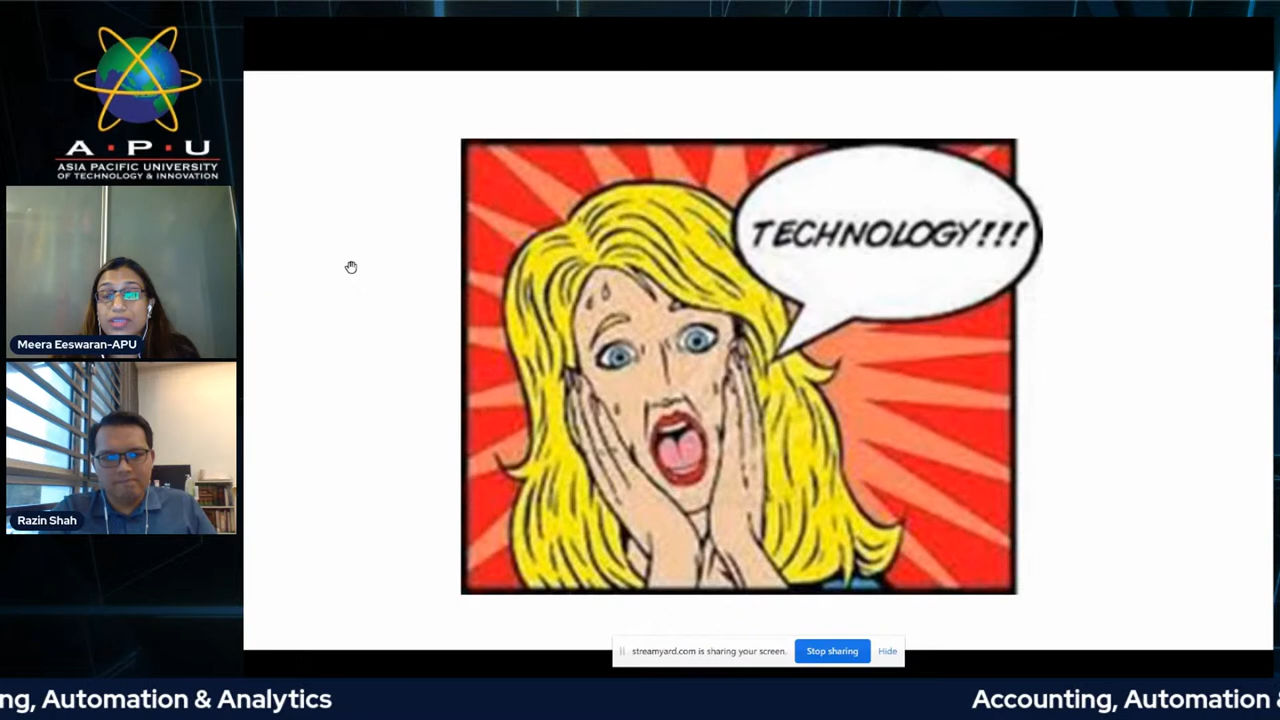 A·P·U
ASIA PACIFIC UNIVERSITY
OF TECHNOLOGY & INNOVATION
Meera Eeswaran-APU
Razin Shah
TECHNOLOGY!!!
streamyard.com is sharing your screen.
Stop sharing
Hide
ng, Automation & Analytics
Accounting, Automation &